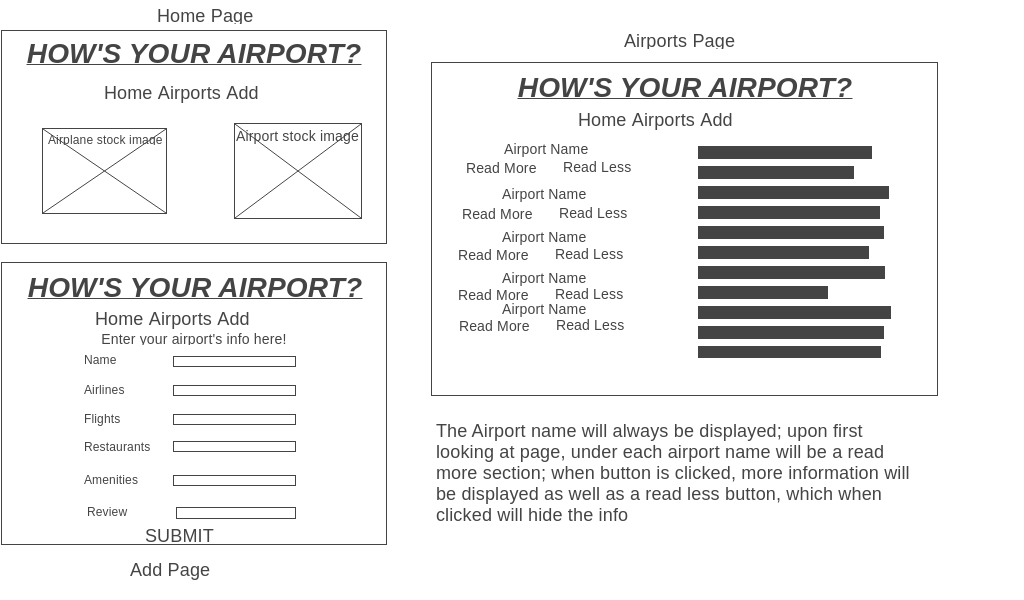 Home Page
HOW'S YOUR AIRPORT?
Home Airports Add
Airplane stock image
Airport stock image
HOW'S YOUR AIRPORT?
Home Airports Add
Enter your airport's info here!
Name
Airlines
Flights
Restaurants
Amenities
Review
SUBMIT
Add Page
Airports Page
HOW'S YOUR AIRPORT?
Home Airports Add
Airport Name
Read More Read Less
Airport Name
Read More Read Less
Airport Name
Read More Read Less
Airport Name
Read More Read Less
Airport Name
Read More Read Less
The Airport name will always be displayed; upon first
looking at page, under each airport name will be a read
more section; when button is clicked, more information will
be displayed as well as a read less button, which when
clicked will hide the info